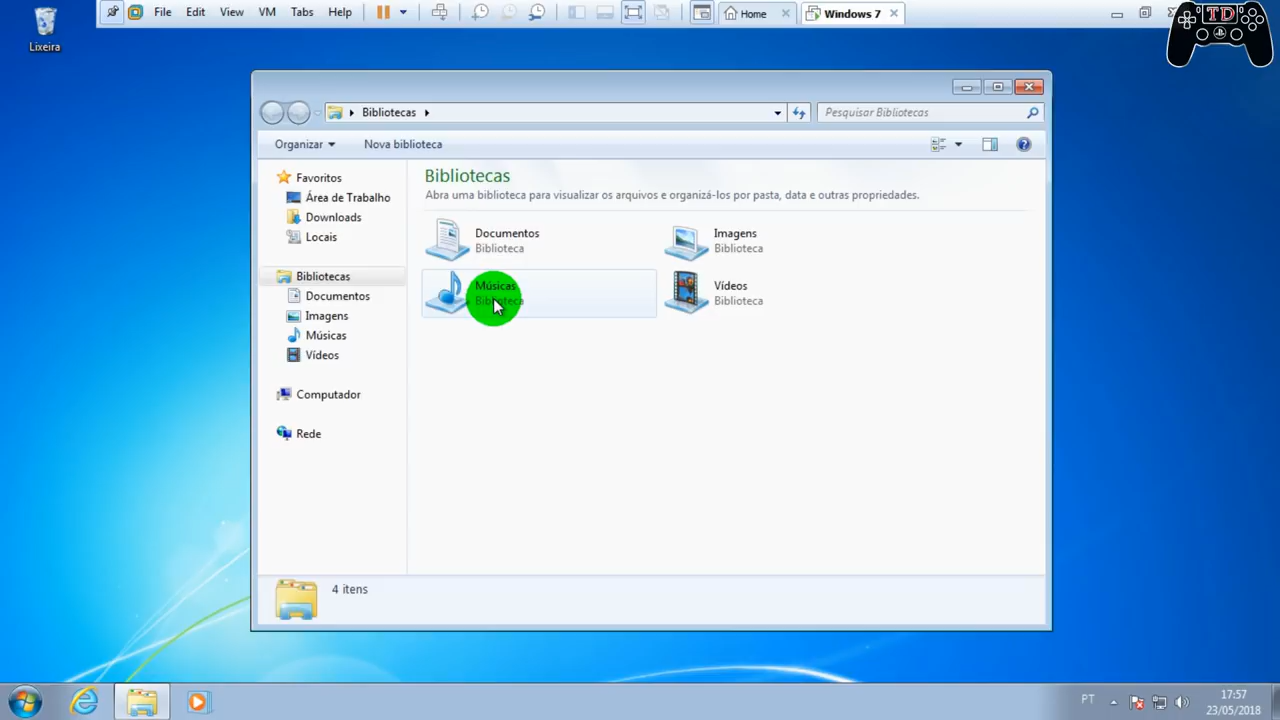 File Edit View VM Tabs Help
Home
Windows 7
TD
Lixeira
Bibliotecas
Pesquisar Bibliotecas
Organizar
Nova biblioteca
Favoritos
Área de Trabalho
Downloads
Locais
Bibliotecas
Documentos
Imagens
Músicas
Vídeos
Computador
Rede
Bibliotecas
Abra uma biblioteca para visualizar os arquivos e organizá-los por pasta, data e outras propriedades.
Documentos
Biblioteca
Imagens
Biblioteca
Músicas
Biblioteca
Vídeos
Biblioteca
4 itens
PT
17:57
23/05/2018